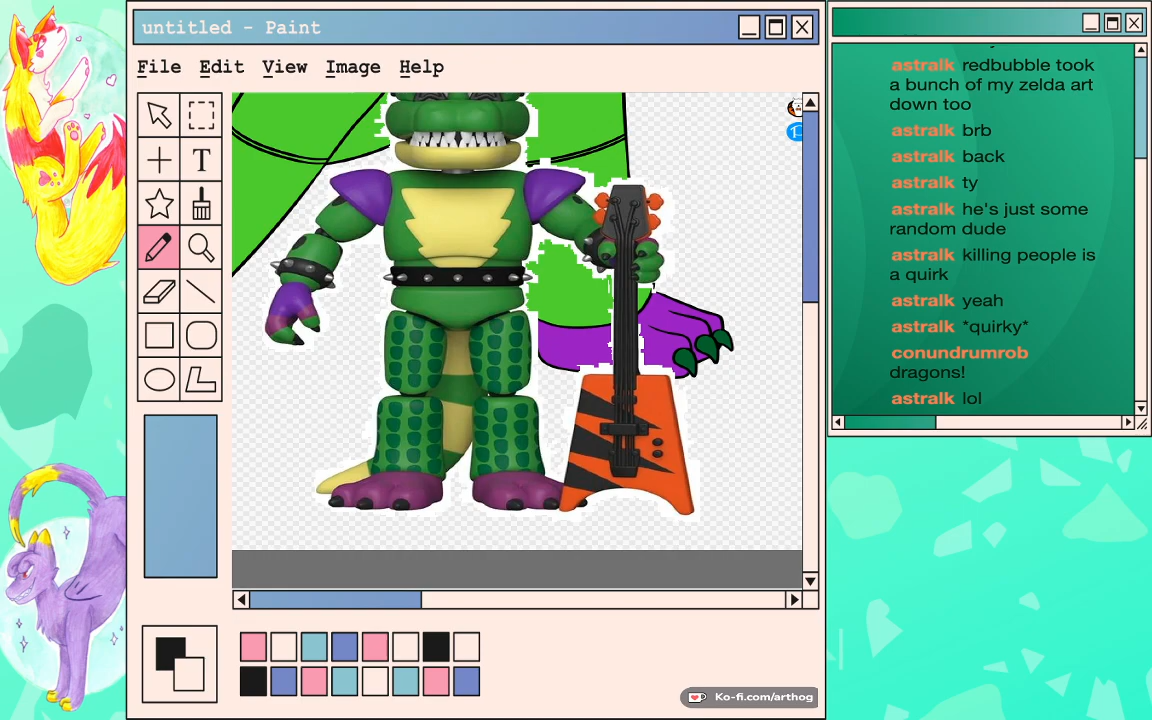 untitled - Paint
File Edit View Image Help
T
astralk redbubble took
a bunch of my zelda art
down too
astralk brb
astralk back
astralk ty
astralk he's just some
random dude
astralk killing people is
a quirk
astralk yeah
astralk *quirky*
conundrumrob
dragons!
astralk lol
Ko-fi.com/arthog